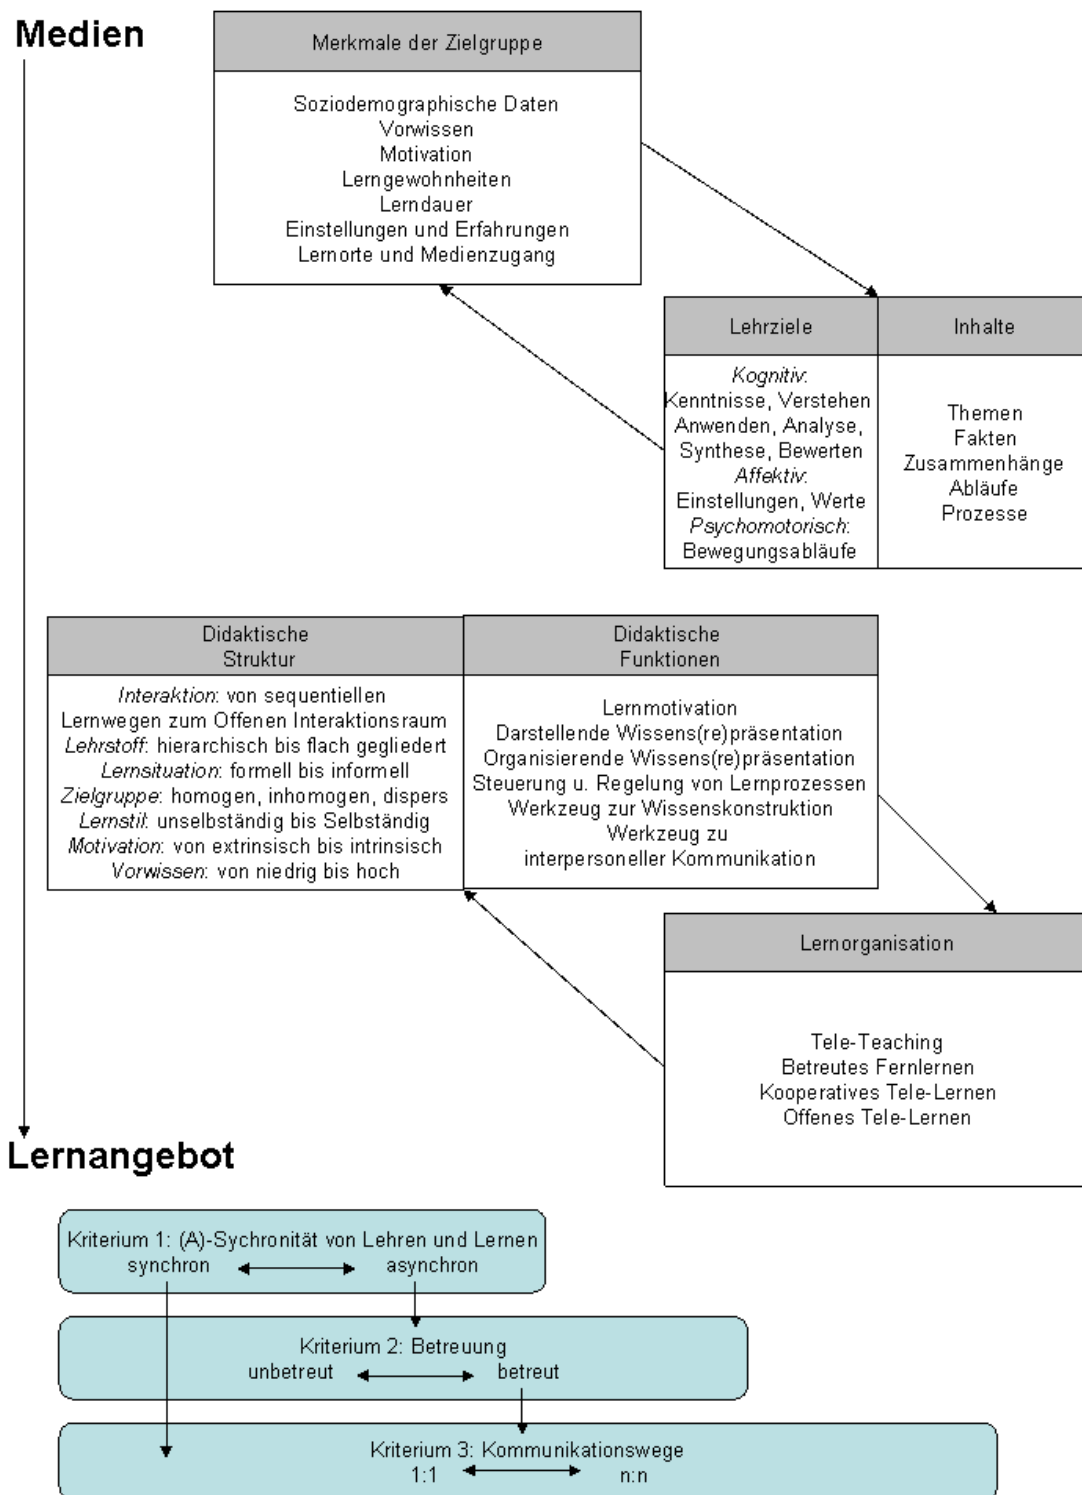 Medien
Merkmale der Zielgruppe
Soziodemographische Daten
Vorwissen
Motivation
Lerngewohnheiten
Lerndauer
Einstellungen und Erfahrungen
Lernorte und Medienzugang
Lehrziele
Kognitiv:
Kenntnisse, Verstehen
Anwenden, Analyse,
Synthese, Bewerten
Affektiv:
Einstellungen, Werte
Psychomotorisch:
Bewegungsabläufe
Inhalte
Themen
Fakten
Zusammenhänge
Abläufe
Prozesse
Didaktische
Struktur
Interaktion: von sequentiellen
Lernwegen zum Offenen Interaktionsraum
Lehrstoff: hierarchisch bis flach gegliedert
Lernsituation: formell bis informell
Zielgruppe: homogen, inhomogen, dispers
Lernstil: unselbständig bis Selbständig
Motivation: von extrinsisch bis intrinsisch
Vorwissen: von niedrig bis hoch
Didaktische
Funktionen
Lernmotivation
Darstellende Wissens(re)präsentation
Organisierende Wissens(re)präsentation
Steuerung u. Regelung von Lernprozessen
Werkzeug zur Wissenskonstruktion
Werkzeug zu
interpersoneller Kommunikation
Lernorganisation
Tele-Teaching
Betreutes Fernlernen
Kooperatives Tele-Lernen
Offenes Tele-Lernen
Lernangebot
Kriterium 1: (A)-Sychronität von Lehren und Lernen
synchron asynchron
Kriterium 2: Betreuung
unbetreut betreut
Kriterium 3: Kommunikationswege
1:1 n:n